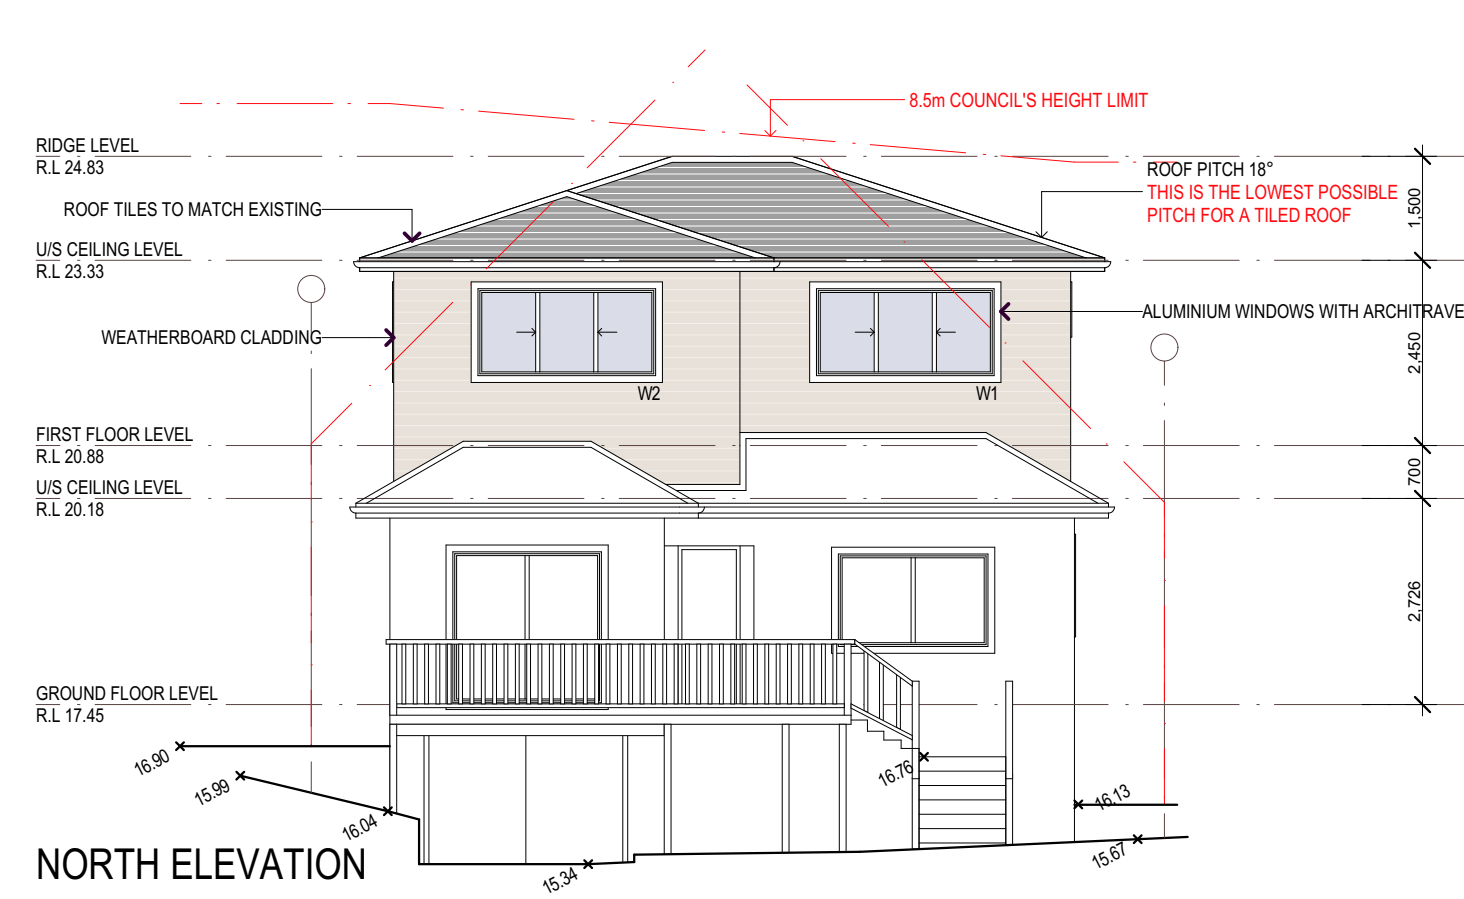 8.5m COUNCIL'S HEIGHT LIMIT
RIDGE LEVEL
R.L 24.83
ROOF PITCH 18°
THIS IS THE LOWEST POSSIBLE
PITCH FOR A TILED ROOF
1,500
ROOF TILES TO MATCH EXISTING
U/S CEILING LEVEL
R.L 23.33
ALUMINIUM WINDOWS WITH ARCHITRAVE
WEATHERBOARD CLADDING
2,450
W2
W1
FIRST FLOOR LEVEL
R.L 20.88
700
U/S CEILING LEVEL
R.L 20.18
2,726
GROUND FLOOR LEVEL
R.L 17.45
16.90
15.99
16.04
16.76
16.13
15.34
15.67
NORTH ELEVATION